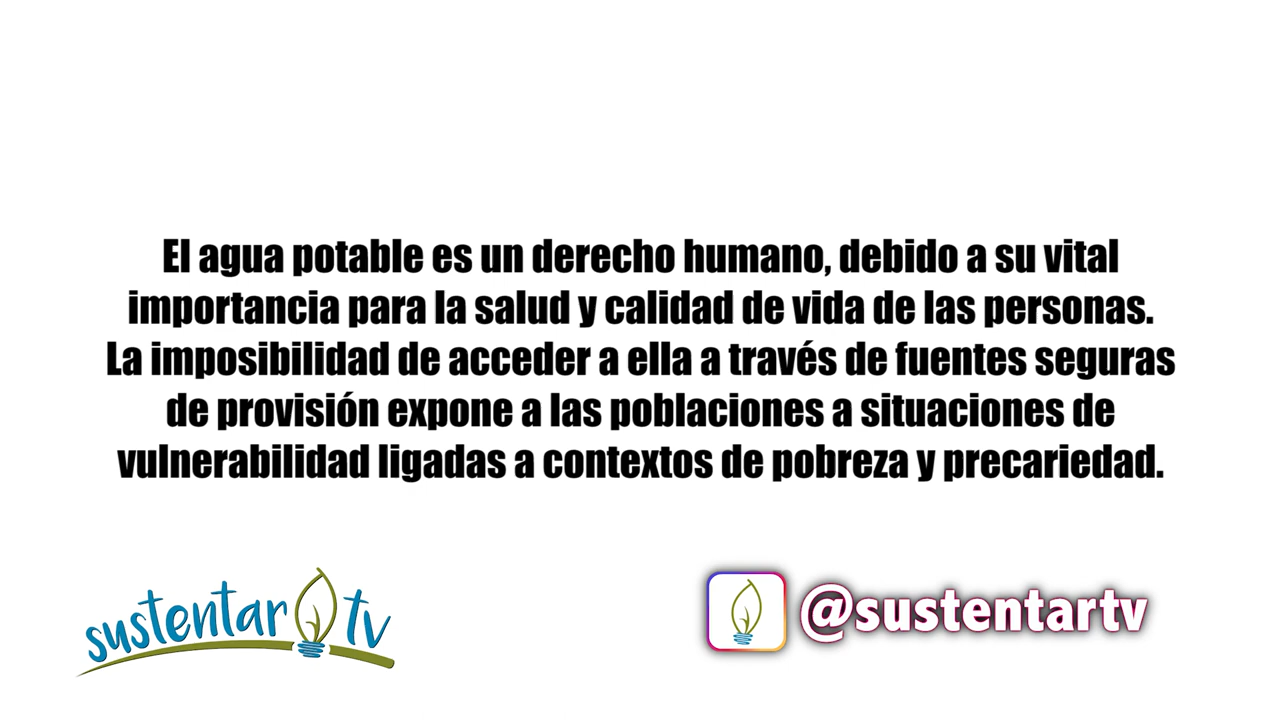 El agua potable es un derecho humano, debido a su vital
importancia para la salud y calidad de vida de las personas.
La imposibilidad de acceder a ella a través de fuentes seguras
de provisión expone a las poblaciones a situaciones de
vulnerabilidad ligadas a contextos de pobreza y precariedad.
sustentar tv
@sustentartv